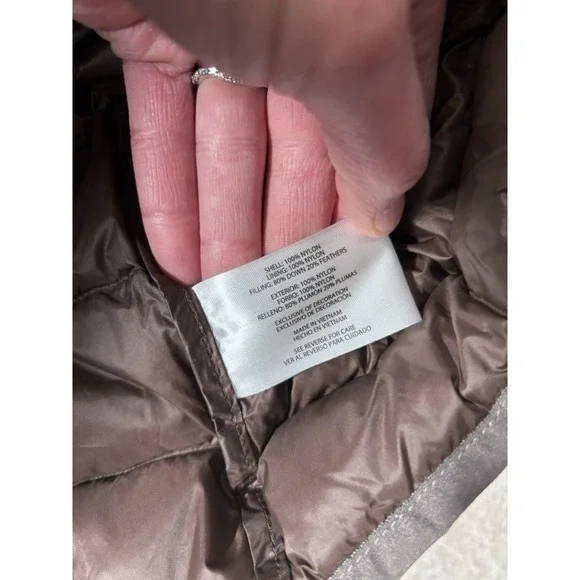 SHELL: 100% NYLON
LINING: 100% NYLON
FILLING: 80% DOWN 20% FEATHERS
EXTERIOR: 100% NYLON
FORRO: 100% NYLON
RELLENO: 80% PLUMÓN 20% PLUMAS
EXCLUSIVE OF DECORATION
EXCLUSIVO DE DECORACIÓN
MADE IN VIETNAM
HECHO EN VIETNAM
SEE REVERSE FOR CARE
VER AL REVERSO PARA CUIDADO